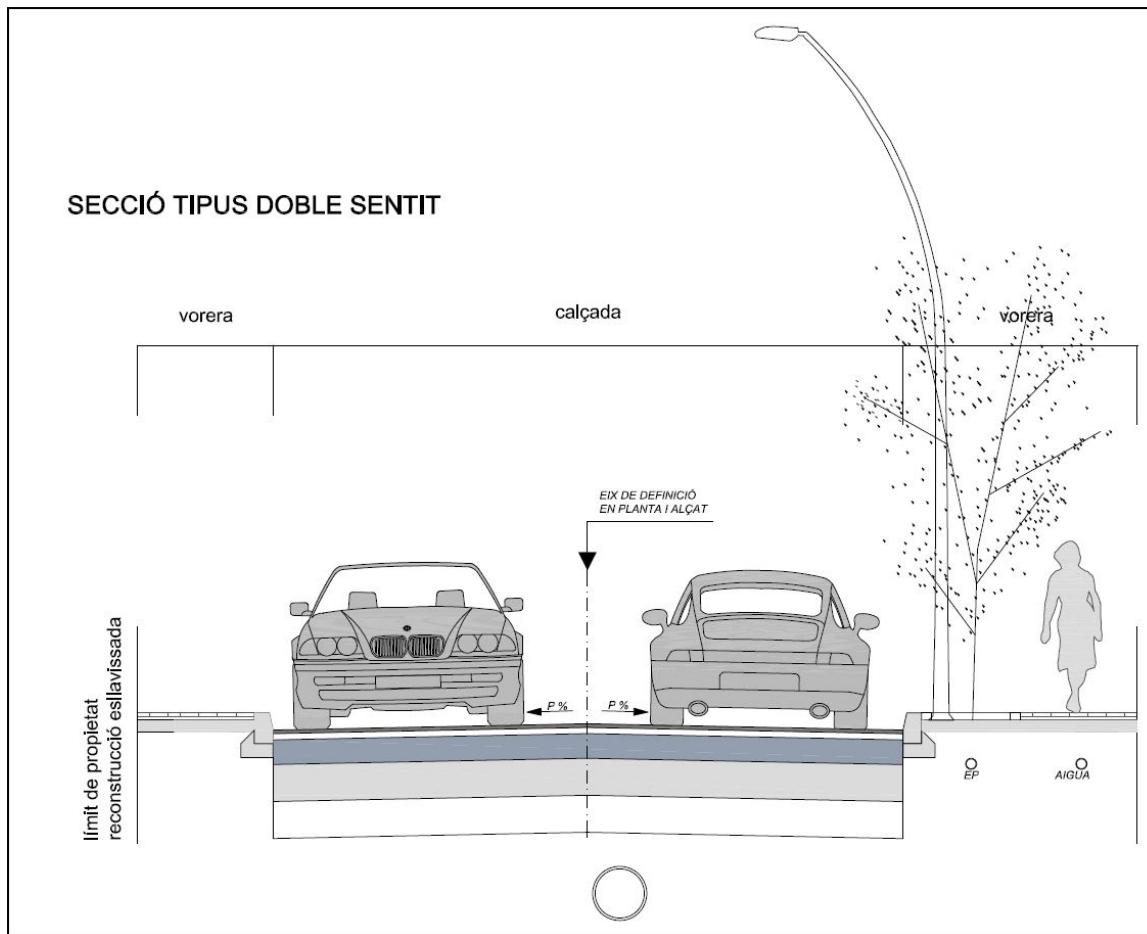 SECCIÓ TIPUS DOBLE SENTIT
vorera
calçada
vorera
EIX DE DEFINICIÓ
EN PLANTA I ALÇAT
P %
P %
límit de propietat
reconstrucció esllavissada
EP
AIGUA